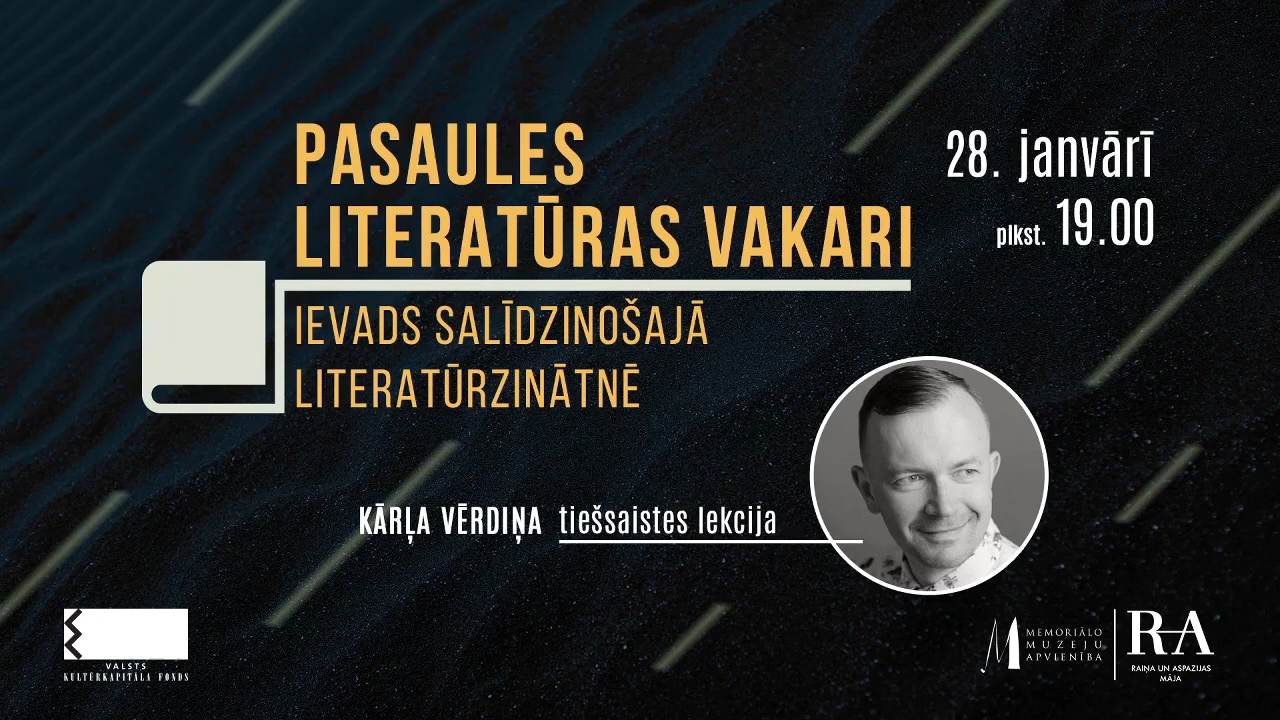 PASAULES
LITERATŪRAS VAKARI
IEVADS SALĪDZINOŠAJĀ
LITERATŪRZINĀTNĒ
28. janvārī
plkst. 19.00
KĀRĻA VĒRDIŅA tiešsaistes lekcija
VALSTS
KULTŪRKAPITĀLA FONDS
MEMORIĀLO
MUZEJU
APVIENĪBA
RA
RAIŅA UN ASPAZIJAS
MĀJA